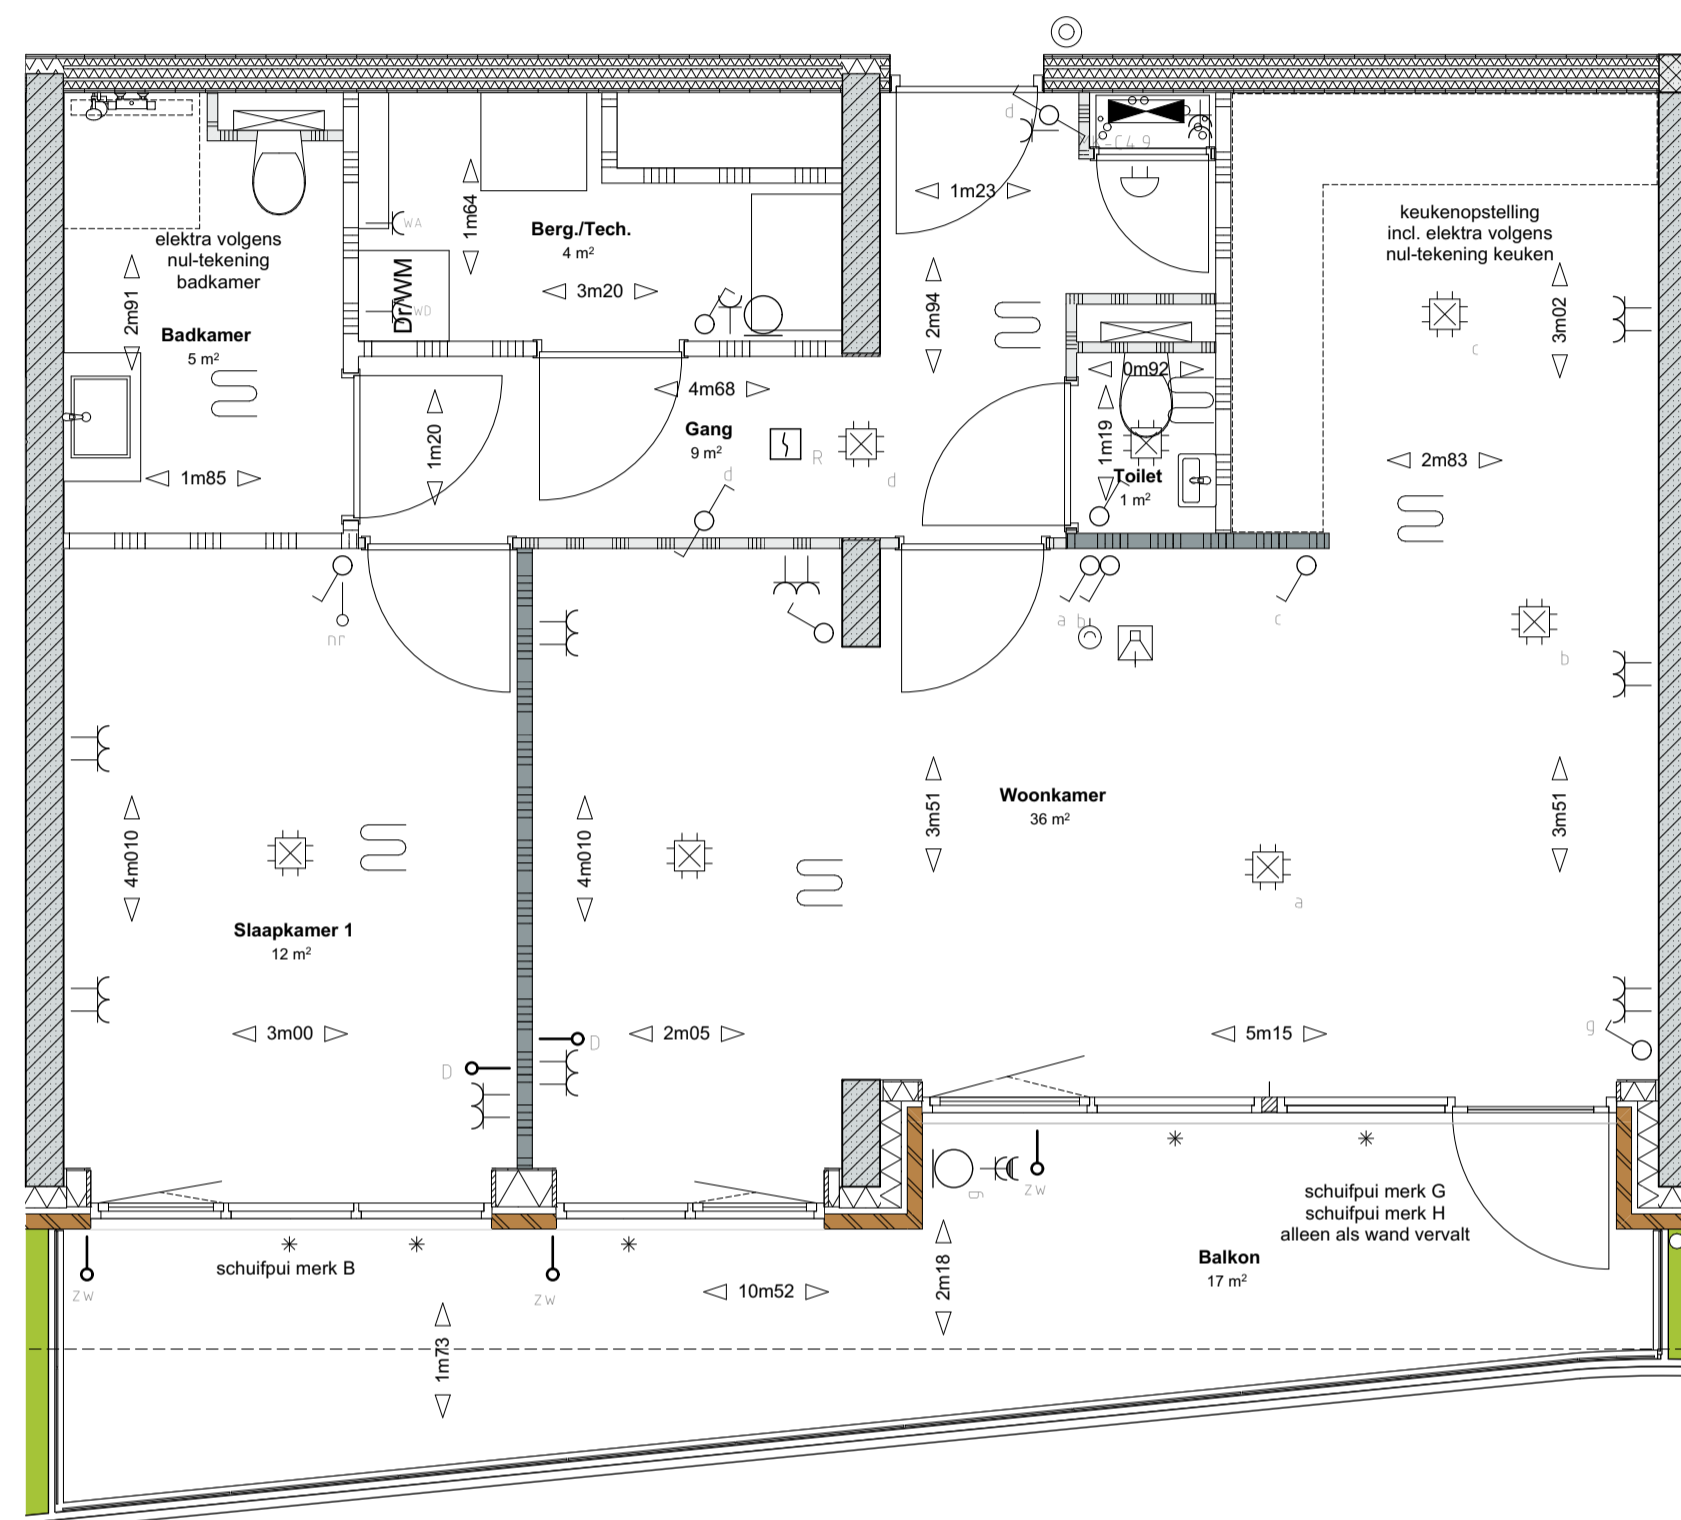 d
-C49
1m23
WA
1m64
Berg./Tech.
4 m²
3m20
Dr/WM
WD
elektra volgens
nul-tekening
badkamer
2m91
Badkamer
5 m²
1m85
2m94
keukenopstelling
incl. elektra volgens
nul-tekening keuken
3m02
c
0m92
1m19
Toilet
1 m²
2m83
4m68
1m20
Gang
9 m²
R
d
d
nr
a b
c
b
4m010
Slaapkamer 1
12 m²
3m00
D
4m010
2m05
D
3m51
Woonkamer
36 m²
a
3m51
5m15
g
g
zw
schuifpui merk G
schuifpui merk H
alleen als wand vervalt
Balkon
17 m²
zw
schuifpui merk B
zw
10m52
2m18
1m73